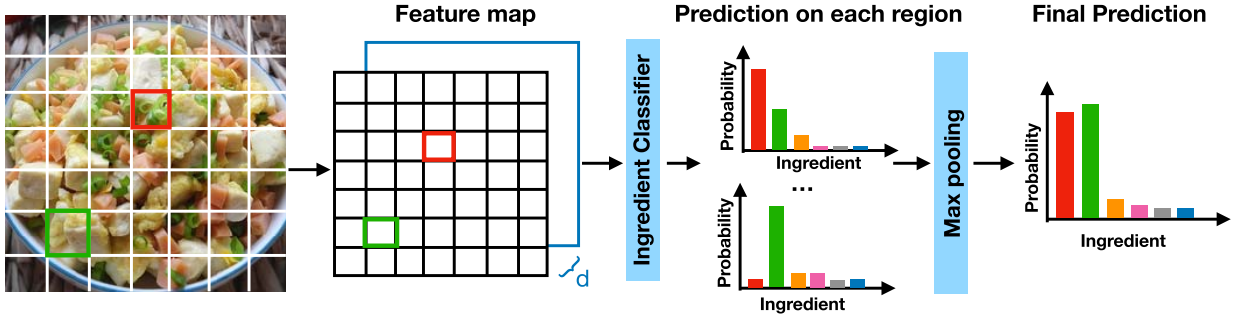 Feature map
Prediction on each region
Final Prediction
d
Ingredient Classifier
Probability
Ingredient
...
Probability
Ingredient
Max pooling
Probability
Ingredient